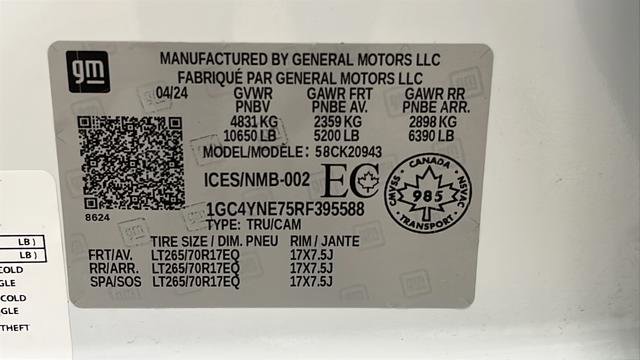 gm
MANUFACTURED BY GENERAL MOTORS LLC
FABRIQUÉ PAR GENERAL MOTORS LLC
04/24 GVWR GAWR FRT GAWR RR
PNBV PNBE AV. PNBE ARR.
4831 KG 2359 KG 2898 KG
10650 LB 5200 LB 6390 LB
MODEL/MODÈLE: 58CK20943
ICES/NMB-002 EC
CANADA
CNVSS NSVAC
985
TRANSPORT
8624
1GC4YNE75RF395588
TYPE: TRU/CAM
TIRE SIZE / DIM. PNEU RIM / JANTE
FRT/AV. LT265/70R17EQ 17X7.5J
RR/ARR. LT265/70R17EQ 17X7.5J
SPA/SOS LT265/70R17EQ 17X7.5J
LB )
LB )
COLD
GLE
COLD
GLE
THEFT